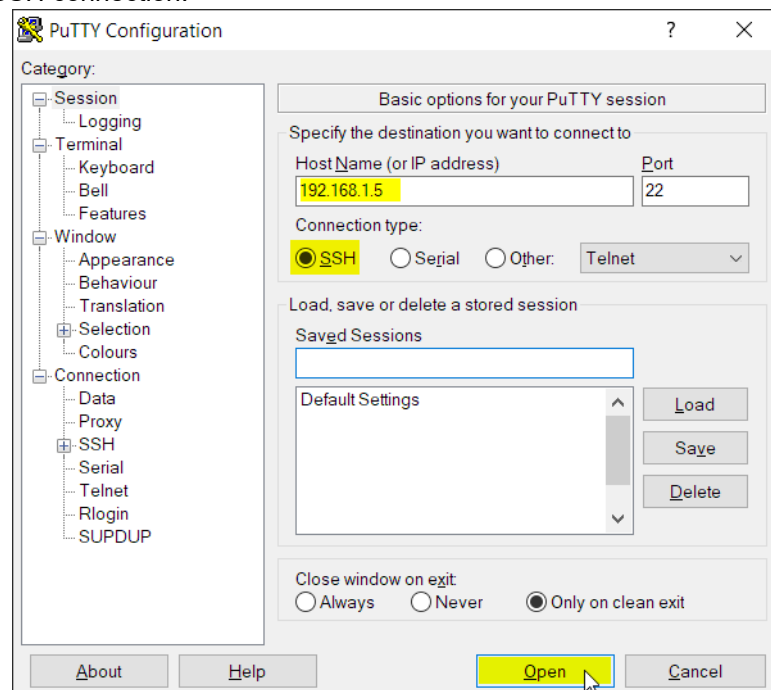 PuTTY Configuration
?
Category:
Session
Logging
Terminal
Keyboard
Bell
Features
Window
Appearance
Behaviour
Translation
Selection
Colours
Connection
Data
Proxy
SSH
Serial
Telnet
Rlogin
SUPDUP
Basic options for your PuTTY session
Specify the destination you want to connect to
Host Name (or IP address) Port
192.168.1.5 22
Connection type:
SSH Serial Other: Telnet
Load, save or delete a stored session
Saved Sessions
Default Settings
Load
Save
Delete
Close window on exit:
Always Never Only on clean exit
About Help Open Cancel